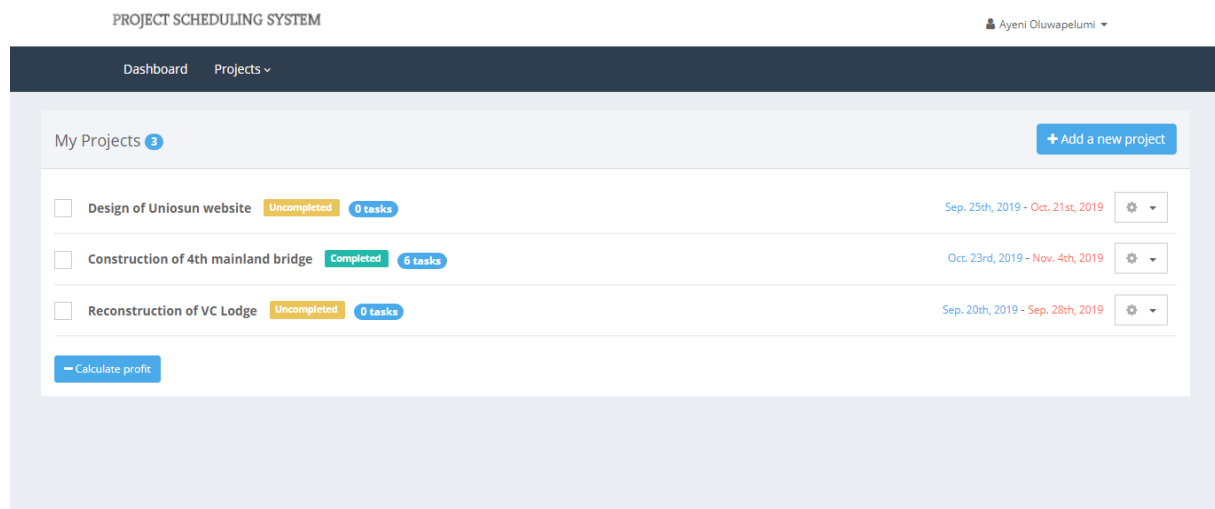 PROJECT SCHEDULING SYSTEM
Ayeni Oluwapelumi
Dashboard Projects
My Projects 3
+ Add a new project
Design of Uniosun website Uncompleted 0 tasks Sep. 25th, 2019 - Oct. 21st, 2019
Construction of 4th mainland bridge Completed 6 tasks Oct. 23rd, 2019 - Nov. 4th, 2019
Reconstruction of VC Lodge Uncompleted 0 tasks Sep. 20th, 2019 - Sep. 28th, 2019
Calculate profit